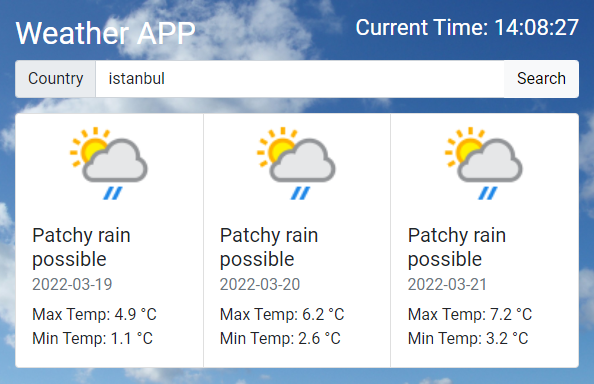 Weather APP
Current Time: 14:08:27
Country
istanbul
Search
Patchy rain
possible
2022-03-19
Max Temp: 4.9 °C
Min Temp: 1.1 °C
Patchy rain
possible
2022-03-20
Max Temp: 6.2 °C
Min Temp: 2.6 °C
Patchy rain
possible
2022-03-21
Max Temp: 7.2 °C
Min Temp: 3.2 °C